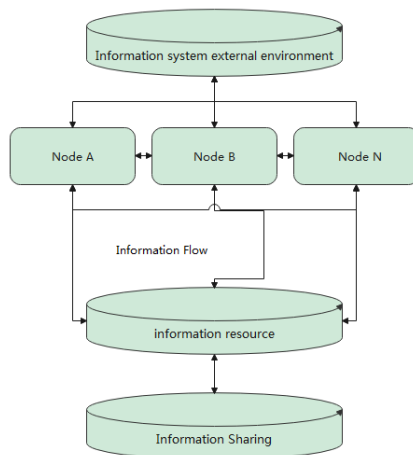 Information system external environment
Node A
Node B
Node N
Information Flow
information resource
Information Sharing